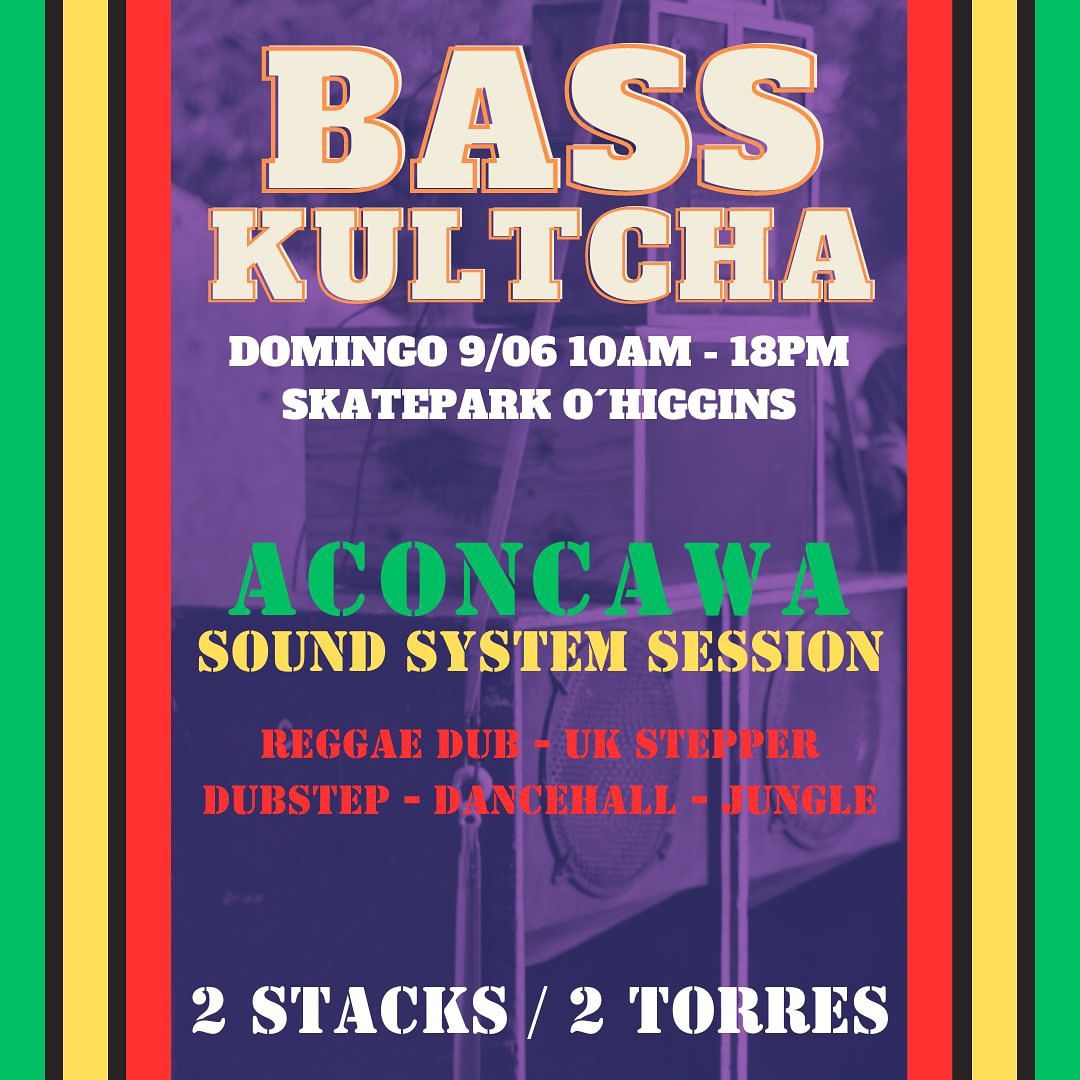 BASS
KULTCHA
DOMINGO 9/06 10AM - 18PM
SKATEPARK O´HIGGINS
ACONCAWA
SOUND SYSTEM SESSION
REGGAE DUB - UK STEPPER
DUBSTEP - DANCEHALL - JUNGLE
2 STACKS / 2 TORRES